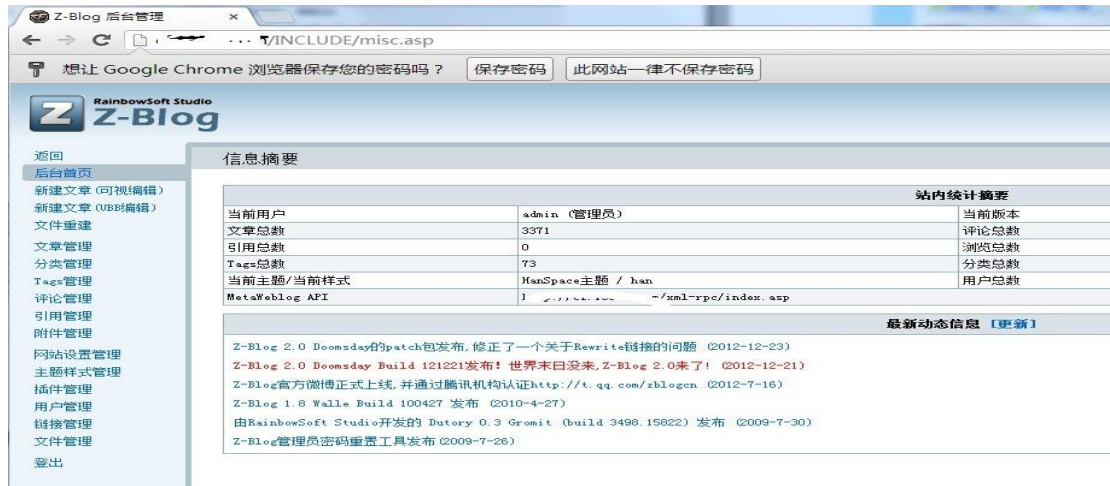 Z-Blog 后台管理
/INCLUDE/misc.asp
想让 Google Chrome 浏览器保存您的密码吗？ 保存密码 此网站一律不保存密码
RainbowSoft Studio
Z-Blog
返回
后台首页
新建文章(可视编辑)
新建文章(UBB编辑)
文件重建
文章管理
分类管理
Tags管理
评论管理
引用管理
附件管理
网站设置管理
主题样式管理
插件管理
用户管理
链接管理
文件管理
登出
信息摘要
站内统计摘要
当前用户 admin (管理员) 当前版本
文章总数 3371 评论总数
引用总数 0 浏览总数
Tags总数 73 分类总数
当前主题/当前样式 HanSpace主题 / han 用户总数
MetaWeblog API /xml-rpc/index.asp
最新动态信息 [更新]
Z-Blog 2.0 Doomsday的patch包发布,修正了一个关于Rewrite链接的问题 (2012-12-23)
Z-Blog 2.0 Doomsday Build 121221发布! 世界末日没来,Z-Blog 2.0来了! (2012-12-21)
Z-Blog官方微博正式上线,并通过腾讯机构认证http://t.qq.com/zblogcn (2012-7-16)
Z-Blog 1.8 Walle Build 100427 发布 (2010-4-27)
由RainbowSoft Studio开发的 Dutory 0.3 Gromit (build 3498.15822) 发布 (2009-7-30)
Z-Blog管理员密码重置工具发布(2009-7-26)